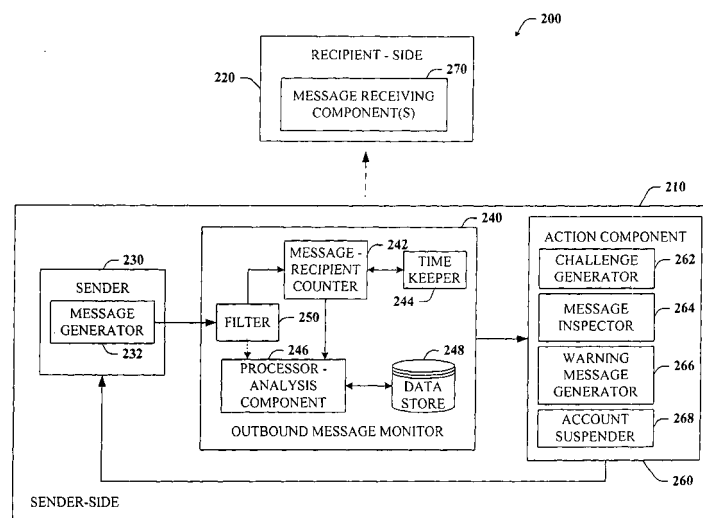 200
RECIPIENT - SIDE
270
220
MESSAGE RECEIVING
COMPONENT(S)
210
240
230
SENDER
MESSAGE
GENERATOR
232
MESSAGE -
RECIPIENT
COUNTER
242
TIME
KEEPER
244
FILTER
250
246
PROCESSOR -
ANALYSIS
COMPONENT
248
DATA
STORE
OUTBOUND MESSAGE MONITOR
ACTION COMPONENT
CHALLENGE
GENERATOR
262
MESSAGE
INSPECTOR
264
WARNING
MESSAGE
GENERATOR
266
ACCOUNT
SUSPENDER
268
260
SENDER-SIDE